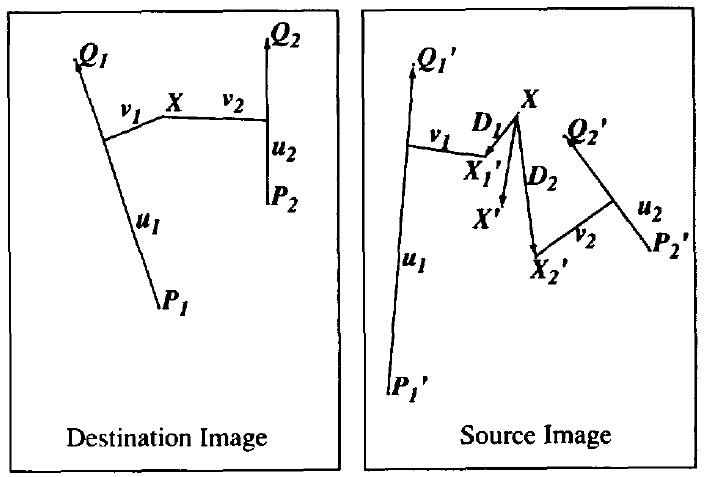 Q1
Q2
v1
X
v2
u2
P2
u1
P1
Destination Image
Q1'
X
D1
v1
Q2'
X1'
D2
X'
u2
v2
P2'
u1
X2'
P1'
Source Image